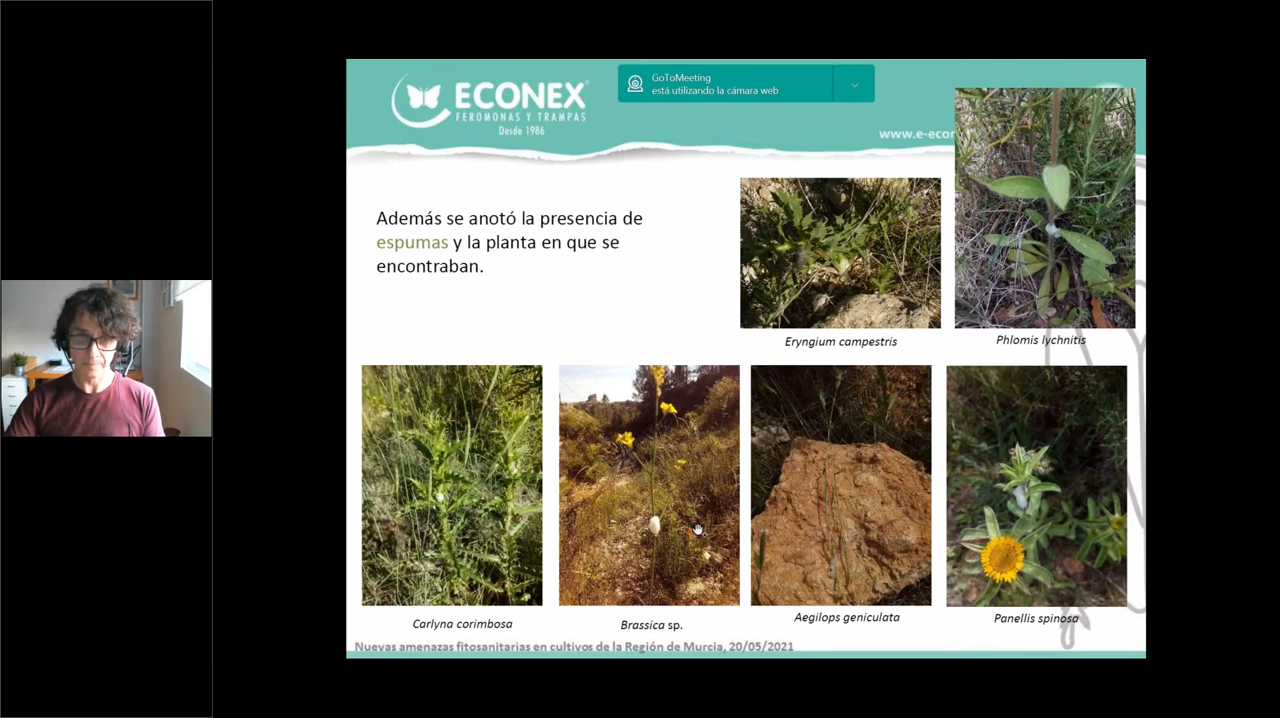 ECONEX
FEROMONAS Y TRAMPAS
Desde 1986
GoToMeeting
está utilizando la cámara web
www.e-econ
Además se anotó la presencia de
espumas y la planta en que se
encontraban.
Eryngium campestris
Phlomis lychnitis
Carlyna corimbosa
Brassica sp.
Aegilops geniculata
Panellis spinosa
Nuevas amenazas fitosanitarias en cultivos de la Región de Murcia, 20/05/2021